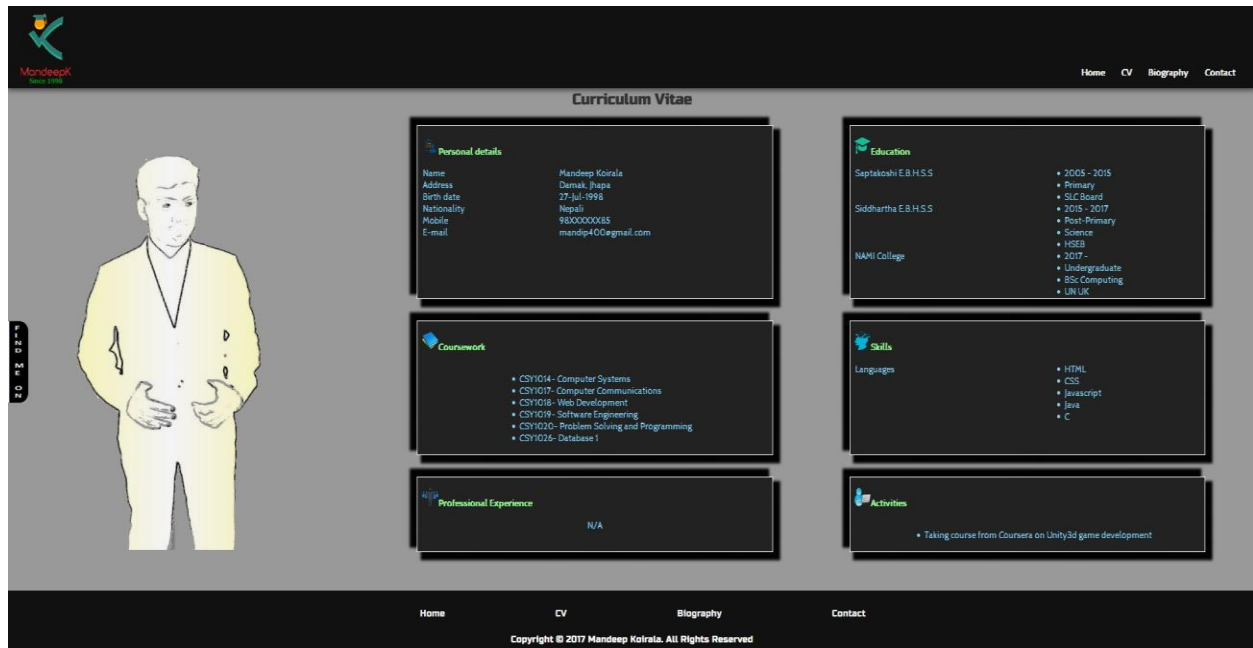 MandeepK
Since 1998
Home CV Biography Contact
Curriculum Vitae
Personal details
Name Mandeep Koirala
Address Damak, Jhapa
Birth date 27-Jul-1998
Nationality Nepali
Mobile 98XXXXXX85
E-mail mandip400@gmail.com
Education
Saptakoshi E.B.H.S.S • 2005 - 2015
• Primary
• SLC Board
Siddhartha E.B.H.S.S • 2015 - 2017
• Post-Primary
• Science
• HSEB
NAMI College • 2017 -
• Undergraduate
• BSc Computing
• UN UK
FIND ME ON
Coursework
• CSY1014- Computer Systems
• CSY1017- Computer Communications
• CSY1018- Web Development
• CSY1019- Software Engineering
• CSY1020- Problem Solving and Programming
• CSY1026- Database 1
Skills
Languages • HTML
• CSS
• Javascript
• Java
• C
Professional Experience
N/A
Activities
• Taking course from Coursera on Unity3d game development
Home CV Biography Contact
Copyright © 2017 Mandeep Koirala. All Rights Reserved